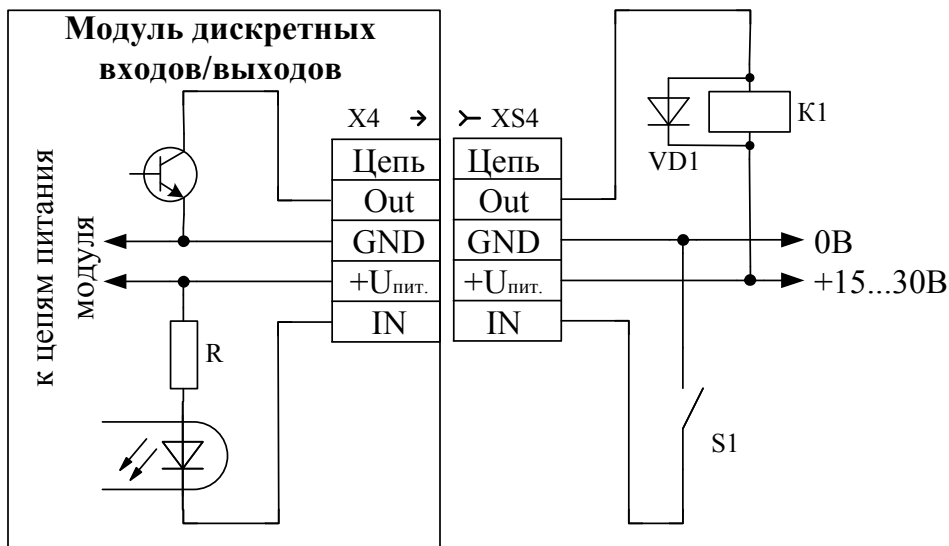 Модуль дискретных
входов/выходов
к цепям питания
модуля
X4
XS4
Цепь
Out
GND
+Uпит.
IN
Цепь
Out
GND
+Uпит.
IN
R
VD1
К1
0В
+15...30В
S1